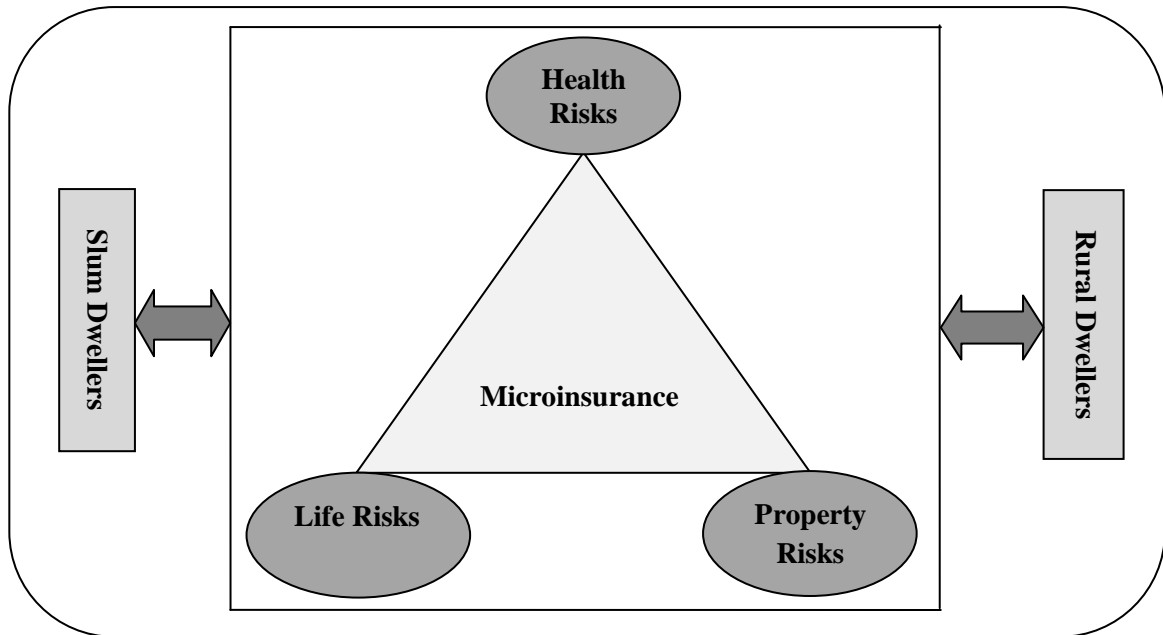 Health
Risks
Slum Dwellers
Rural Dwellers
Microinsurance
Life Risks
Property
Risks